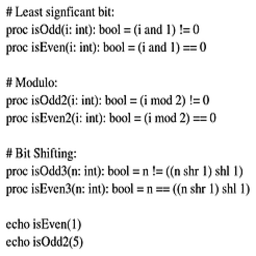 # Least signficant bit:
proc isOdd(i: int): bool = (i and 1) != 0
proc isEven(i: int): bool = (i and 1) == 0

# Modulo:
proc isOdd2(i: int): bool = (i mod 2) != 0
proc isEven2(i: int): bool = (i mod 2) == 0

# Bit Shifting:
proc isOdd3(n: int): bool = n != ((n shr 1) shl 1)
proc isEven3(n: int): bool = n == ((n shr 1) shl 1)

echo isEven(1)
echo isOdd2(5)